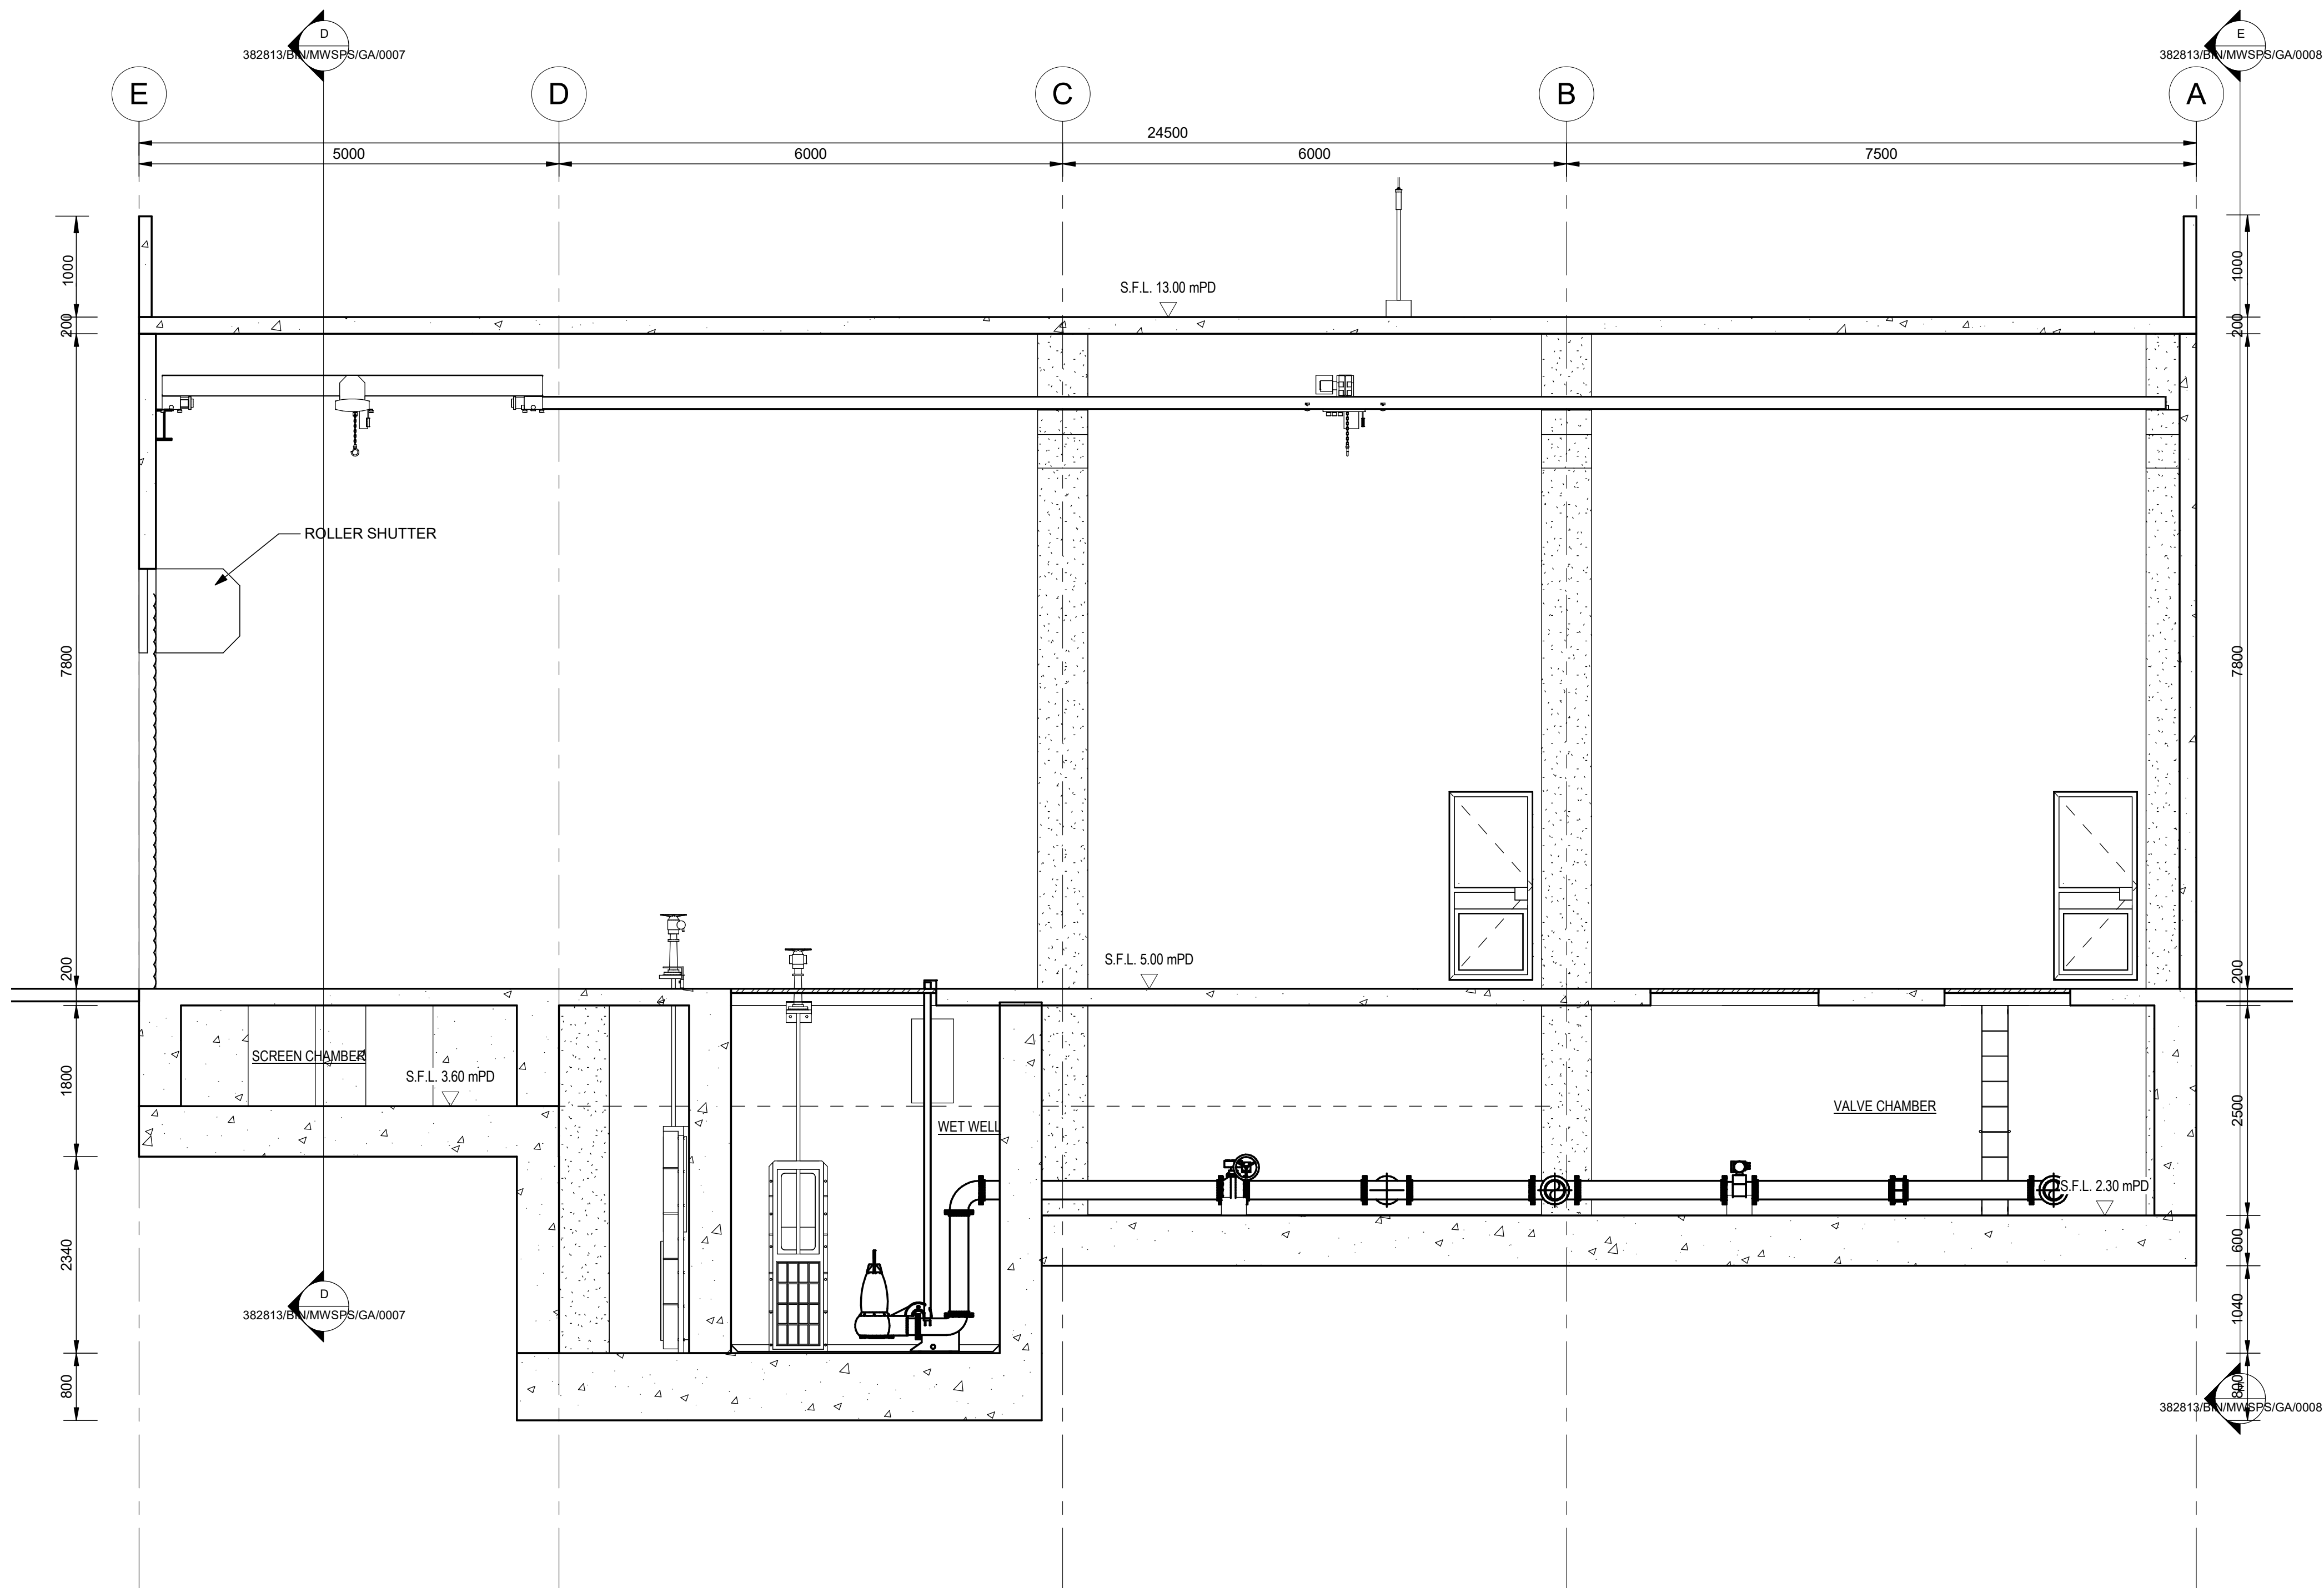 D
382813/BIN/MWSPS/GA/0007
E
382813/BIN/MWSPS/GA/0008
E
D
C
B
A
24500
5000
6000
6000
7500
1000
200
7800
200
1800
2340
800
S.F.L. 13.00 mPD
ROLLER SHUTTER
S.F.L. 5.00 mPD
SCREEN CHAMBER
S.F.L. 3.60 mPD
WET WELL
VALVE CHAMBER
S.F.L. 2.30 mPD
1000
200
7800
200
2500
600
1040
800
D
382813/BIN/MWSPS/GA/0007
382813/BIN/MWSPS/GA/0008